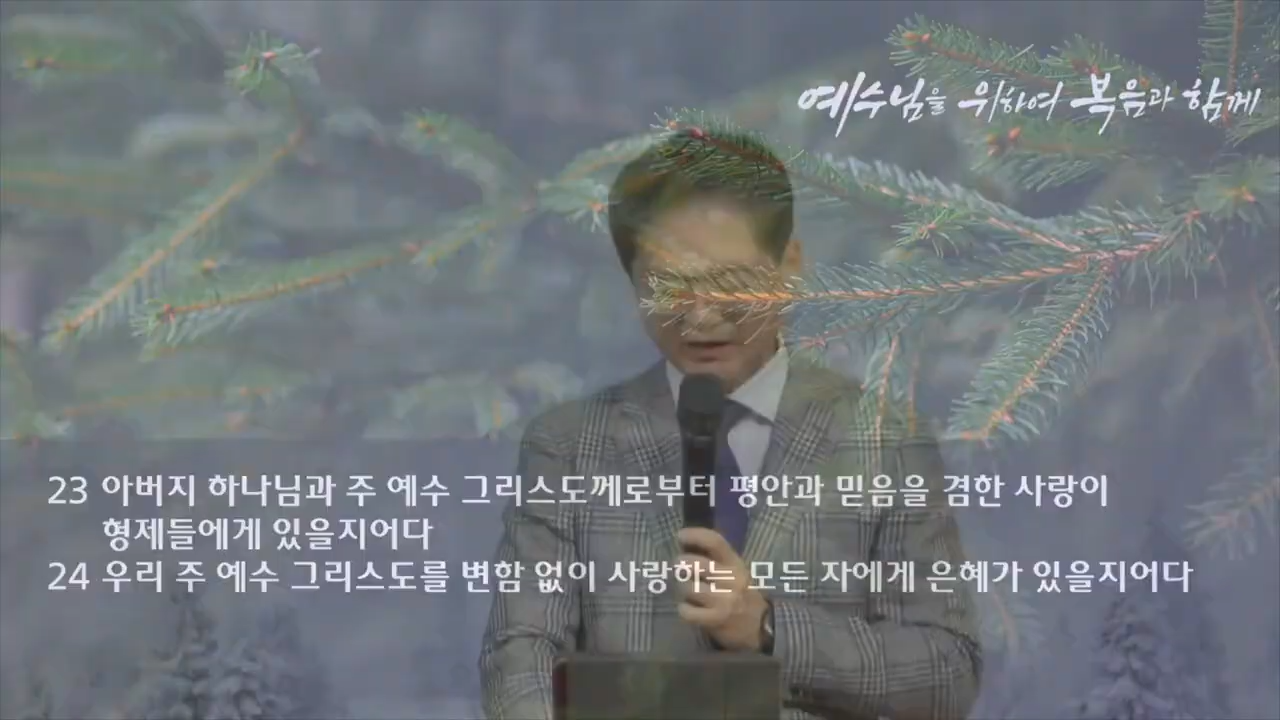 예수님을 위하여 복음과 함께
23 아버지 하나님과 주 예수 그리스도께로부터 평안과 믿음을 겸한 사랑이
형제들에게 있을지어다
24 우리 주 예수 그리스도를 변함 없이 사랑하는 모든 자에게 은혜가 있을지어다